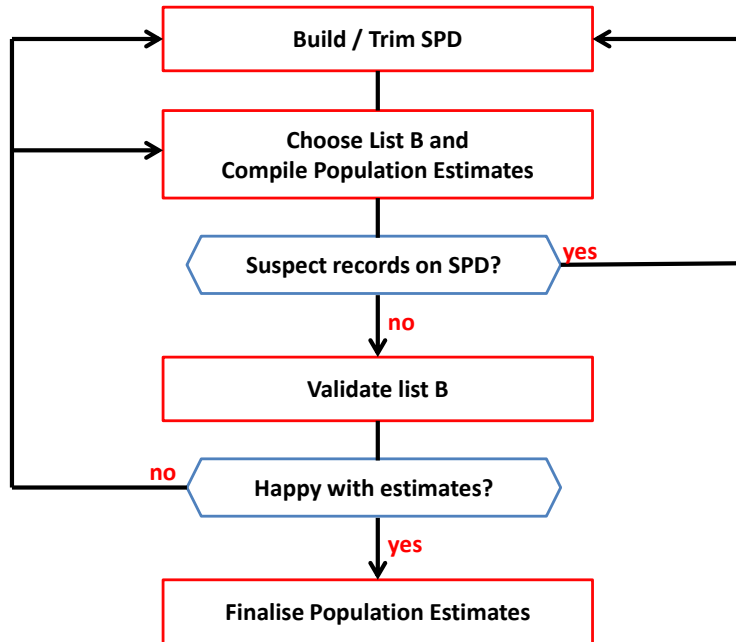 Build / Trim SPD
Choose List B and
Compile Population Estimates
Suspect records on SPD?
yes
no
Validate list B
no
Happy with estimates?
yes
Finalise Population Estimates